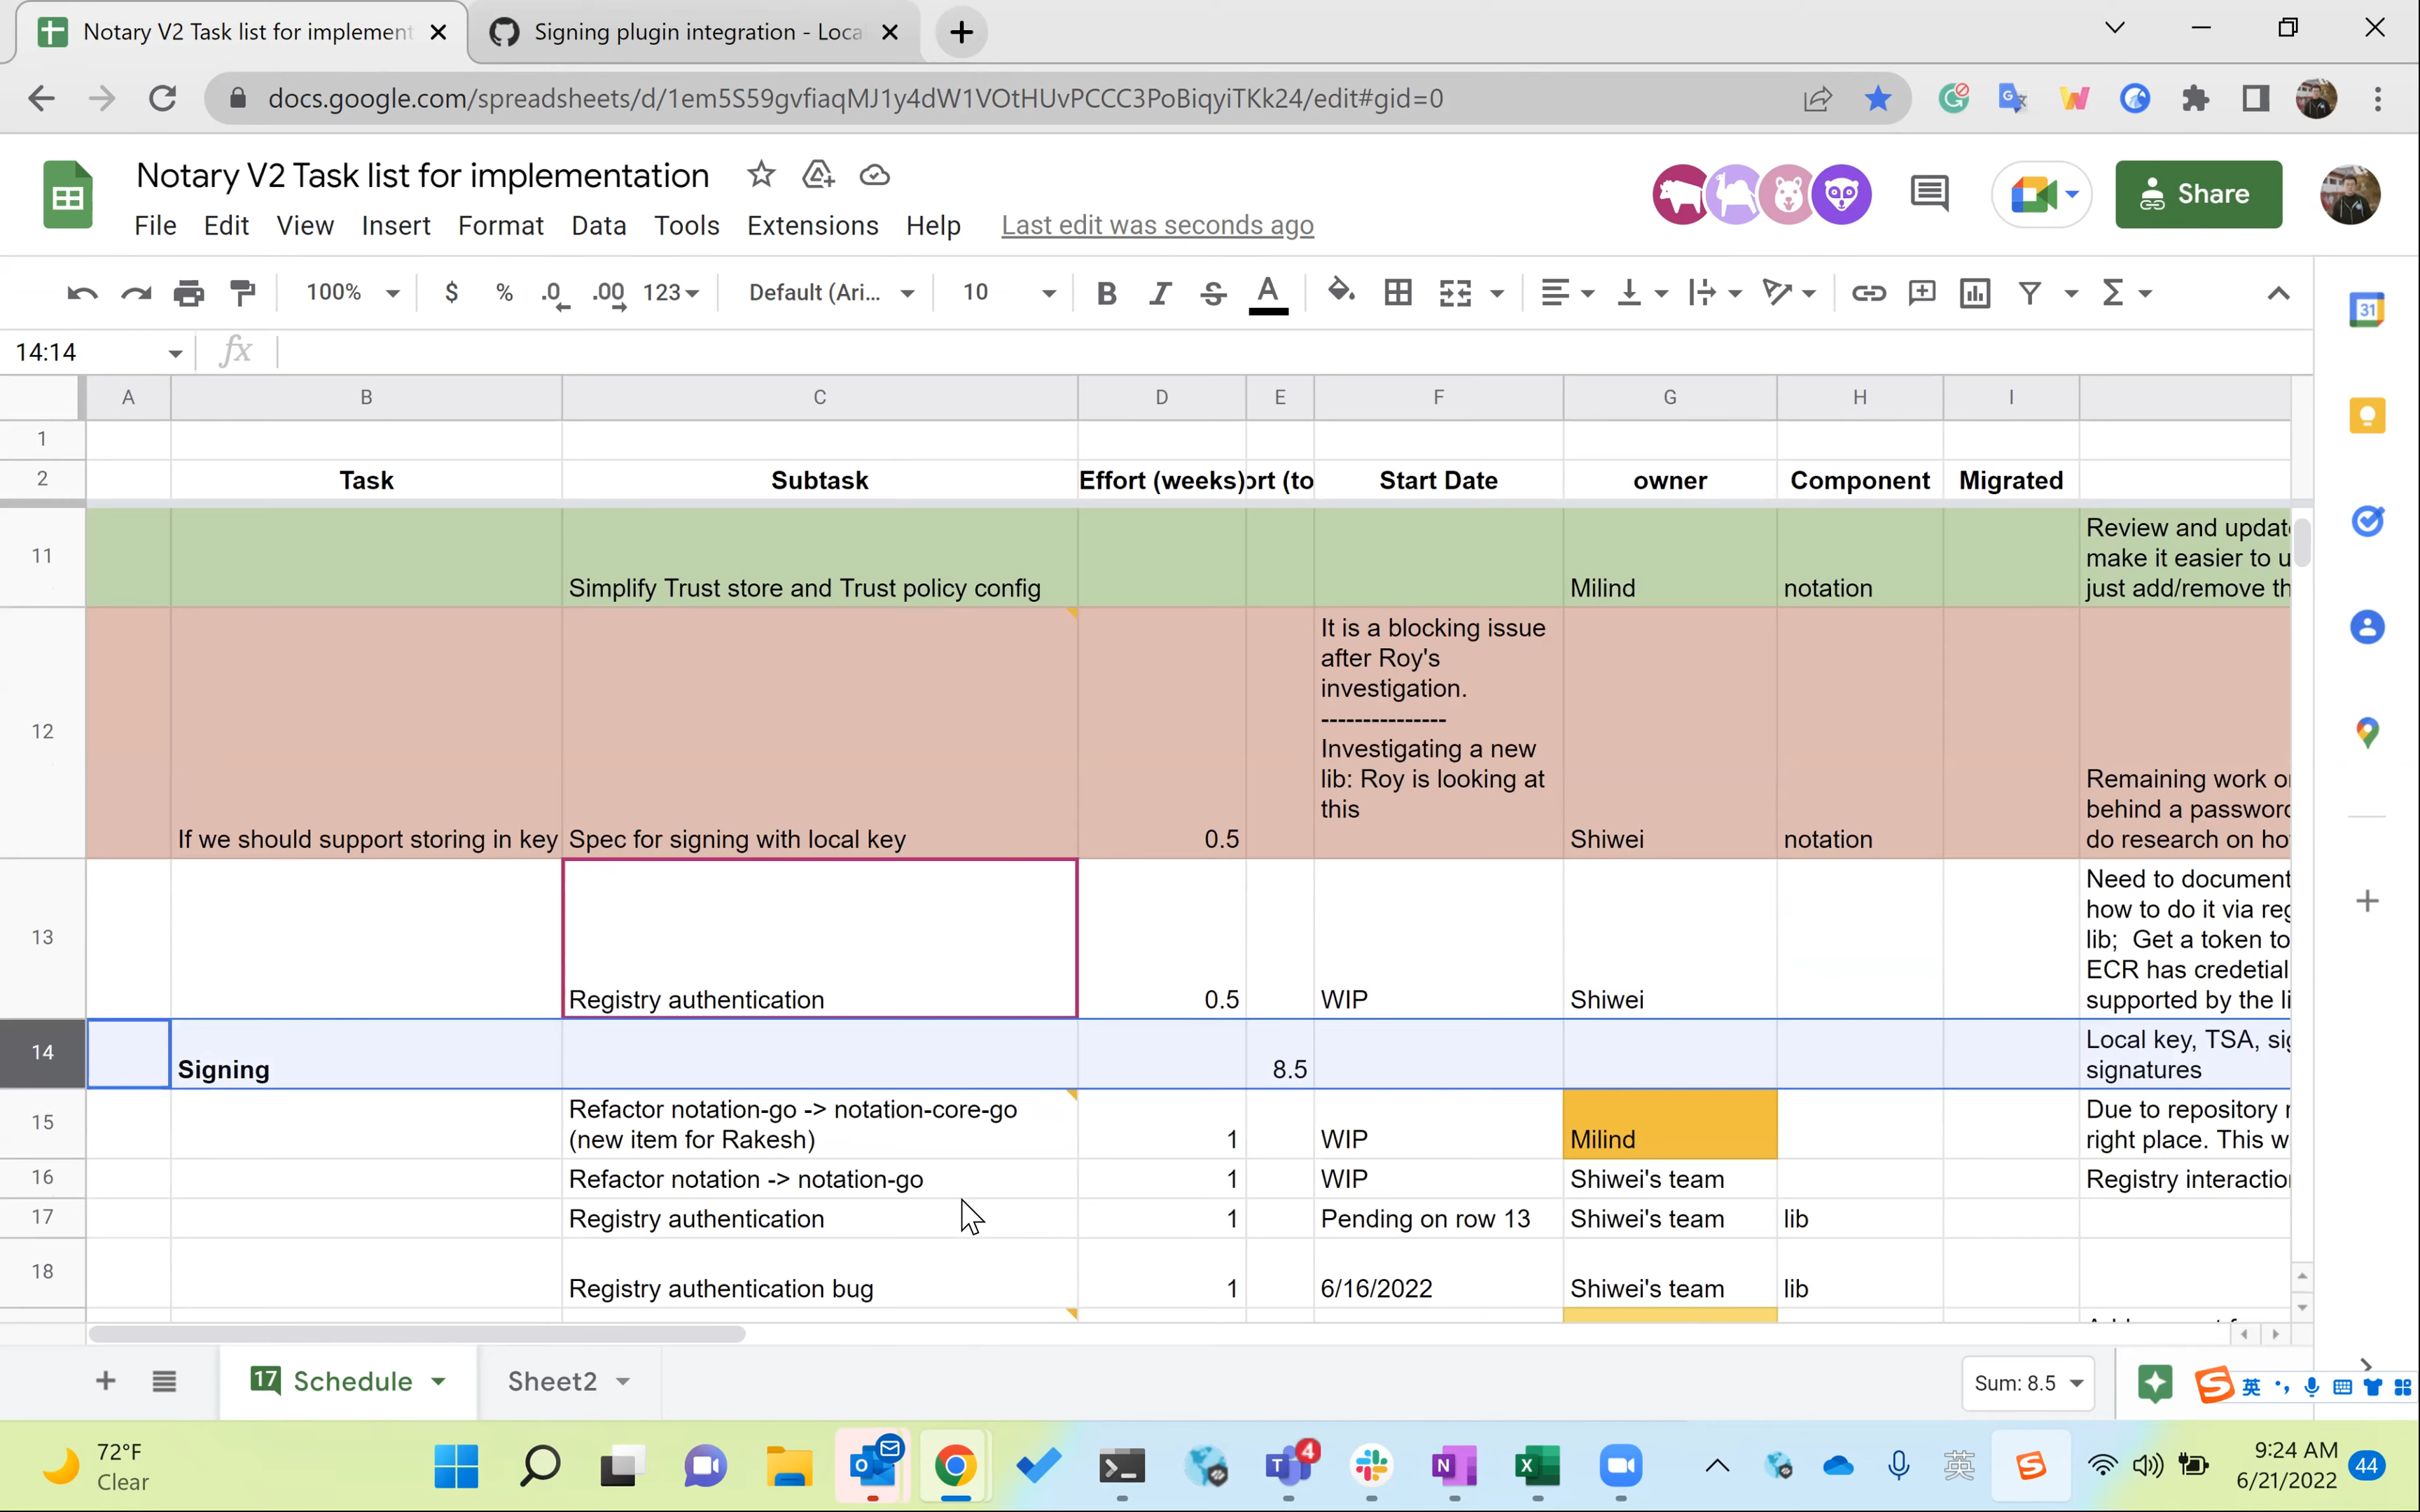 Notary V2 Task list for implement
Signing plugin integration - Loca
docs.google.com/spreadsheets/d/1em5S59gvfiaqMJ1y4dW1VOtHUvPCCC3PoBiqyiTKk24/edit#gid=0
Notary V2 Task list for implementation
Share
File Edit View Insert Format Data Tools Extensions Help Last edit was seconds ago
100% $ % .0 .00 123 Default (Ari... 10 B I S A
31
14:14 fx
A B C D E F G H I
1
2 Task Subtask Effort (weeks) ort (to Start Date owner Component Migrated
11 Simplify Trust store and Trust policy config Milind notation
Review and updat
make it easier to u
just add/remove th
12 If we should support storing in key Spec for signing with local key 0.5
It is a blocking issue
after Roy's
investigation.
---------------
Investigating a new
lib: Roy is looking at
this
Shiwei notation
Remaining work o
behind a password
do research on ho
13 Registry authentication 0.5 WIP Shiwei
Need to document
how to do it via reg
lib; Get a token to
ECR has credetial
supported by the li
14 Signing 8.5
Local key, TSA, sig
signatures
15 Refactor notation-go -> notation-core-go
(new item for Rakesh) 1 WIP Milind
Due to repository r
right place. This w
16 Refactor notation -> notation-go 1 WIP Shiwei's team Registry interactio
17 Registry authentication 1 Pending on row 13 Shiwei's team lib
18 Registry authentication bug 1 6/16/2022 Shiwei's team lib
17 Schedule Sheet2 Sum: 8.5
英
72°F
Clear
4
英
9:24 AM
6/21/2022
44